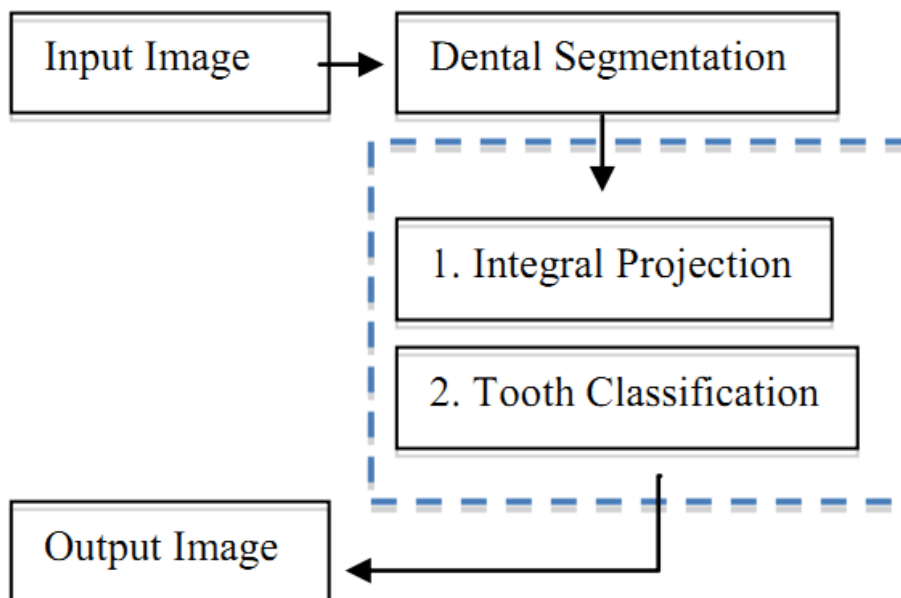 Input Image
Dental Segmentation
1. Integral Projection
2. Tooth Classification
Output Image